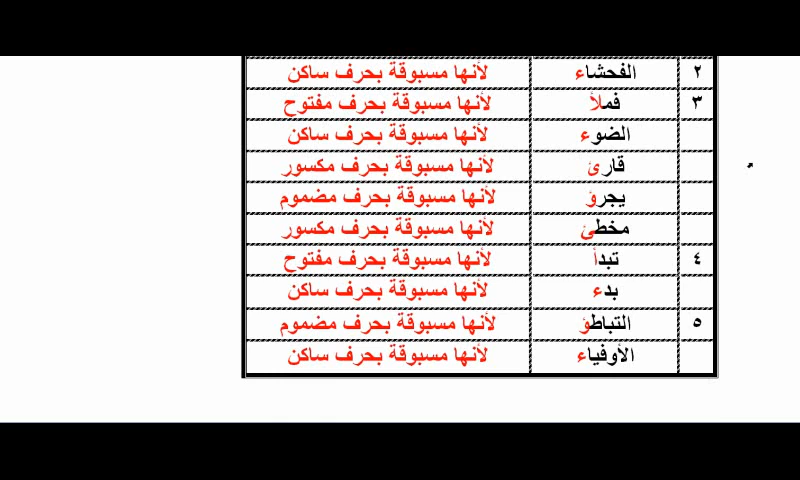 ٢ الفحشاء لأنها مسبوقة بحرف ساكن
٣ فملأ لأنها مسبوقة بحرف مفتوح
الضوء لأنها مسبوقة بحرف ساكن
قارئ لأنها مسبوقة بحرف مكسور
يجرؤ لأنها مسبوقة بحرف مضموم
مخطئ لأنها مسبوقة بحرف مكسور
٤ تبدأ لأنها مسبوقة بحرف مفتوح
بدء لأنها مسبوقة بحرف ساكن
٥ التباطؤ لأنها مسبوقة بحرف مضموم
الأوفياء لأنها مسبوقة بحرف ساكن